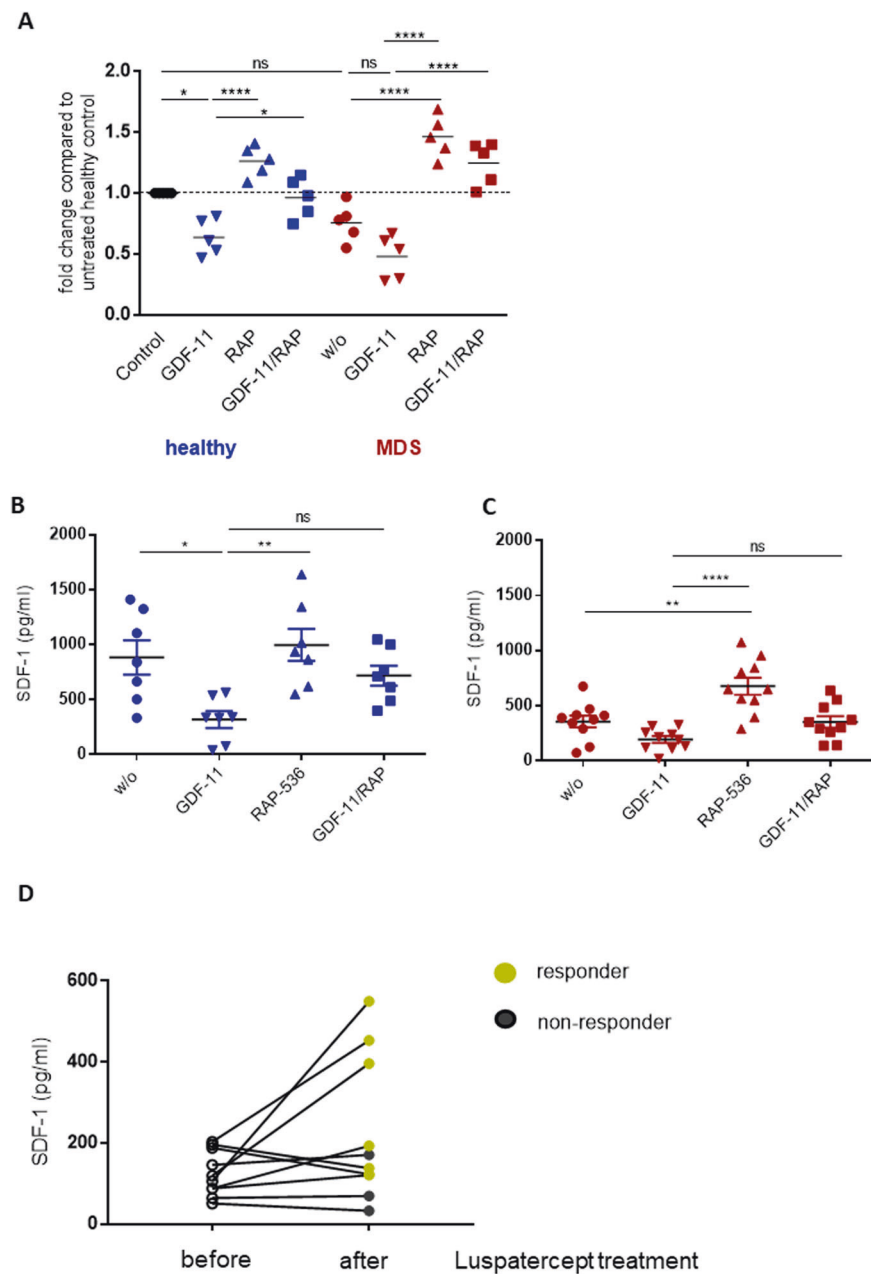 A
****
ns
ns
****
*
****
****
*
2.0
1.5
1.0
0.5
0.0
fold change compared to
untreated healthy control
Control
GDF-11
RAP
GDF-11/RAP
w/o
GDF-11
RAP
GDF-11/RAP
healthy
MDS
B
ns
*
**
2000
1500
1000
500
0
SDF-1 (pg/ml)
w/o
GDF-11
RAP-536
GDF-11/RAP
C
ns
****
**
2000
1500
1000
500
0
SDF-1 (pg/ml)
w/o
GDF-11
RAP-536
GDF-11/RAP
D
600
400
200
0
SDF-1 (pg/ml)
responder
non-responder
before
after
Luspatercept treatment